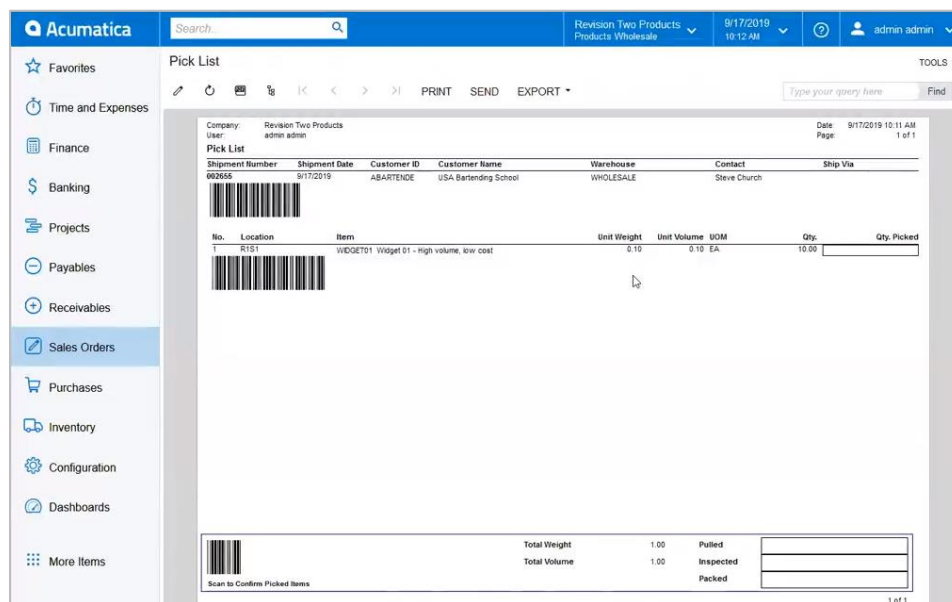 Acumatica
Search...
Revision Two Products
Products Wholesale
9/17/2019
10:12 AM
admin admin
Favorites
Time and Expenses
Finance
Banking
Projects
Payables
Receivables
Sales Orders
Purchases
Inventory
Configuration
Dashboards
More Items
Pick List
TOOLS
PRINT SEND EXPORT
Type your query here Find
Company: Revision Two Products Date: 9/17/2019 10:11 AM
User: admin admin Page: 1 of 1
Pick List
Shipment Number Shipment Date Customer ID Customer Name Warehouse Contact Ship Via
002655 9/17/2019 ABARTENDE USA Bartending School WHOLESALE Steve Church
No. Location Item Unit Weight Unit Volume UOM Qty. Qty. Picked
1 R1S1 WIDGET01 Widget 01 - High volume, low cost 0.10 0.10 EA 10.00
Total Weight 1.00 Pulled
Total Volume 1.00 Inspected
Packed
Scan to Confirm Picked Items
1 of 1